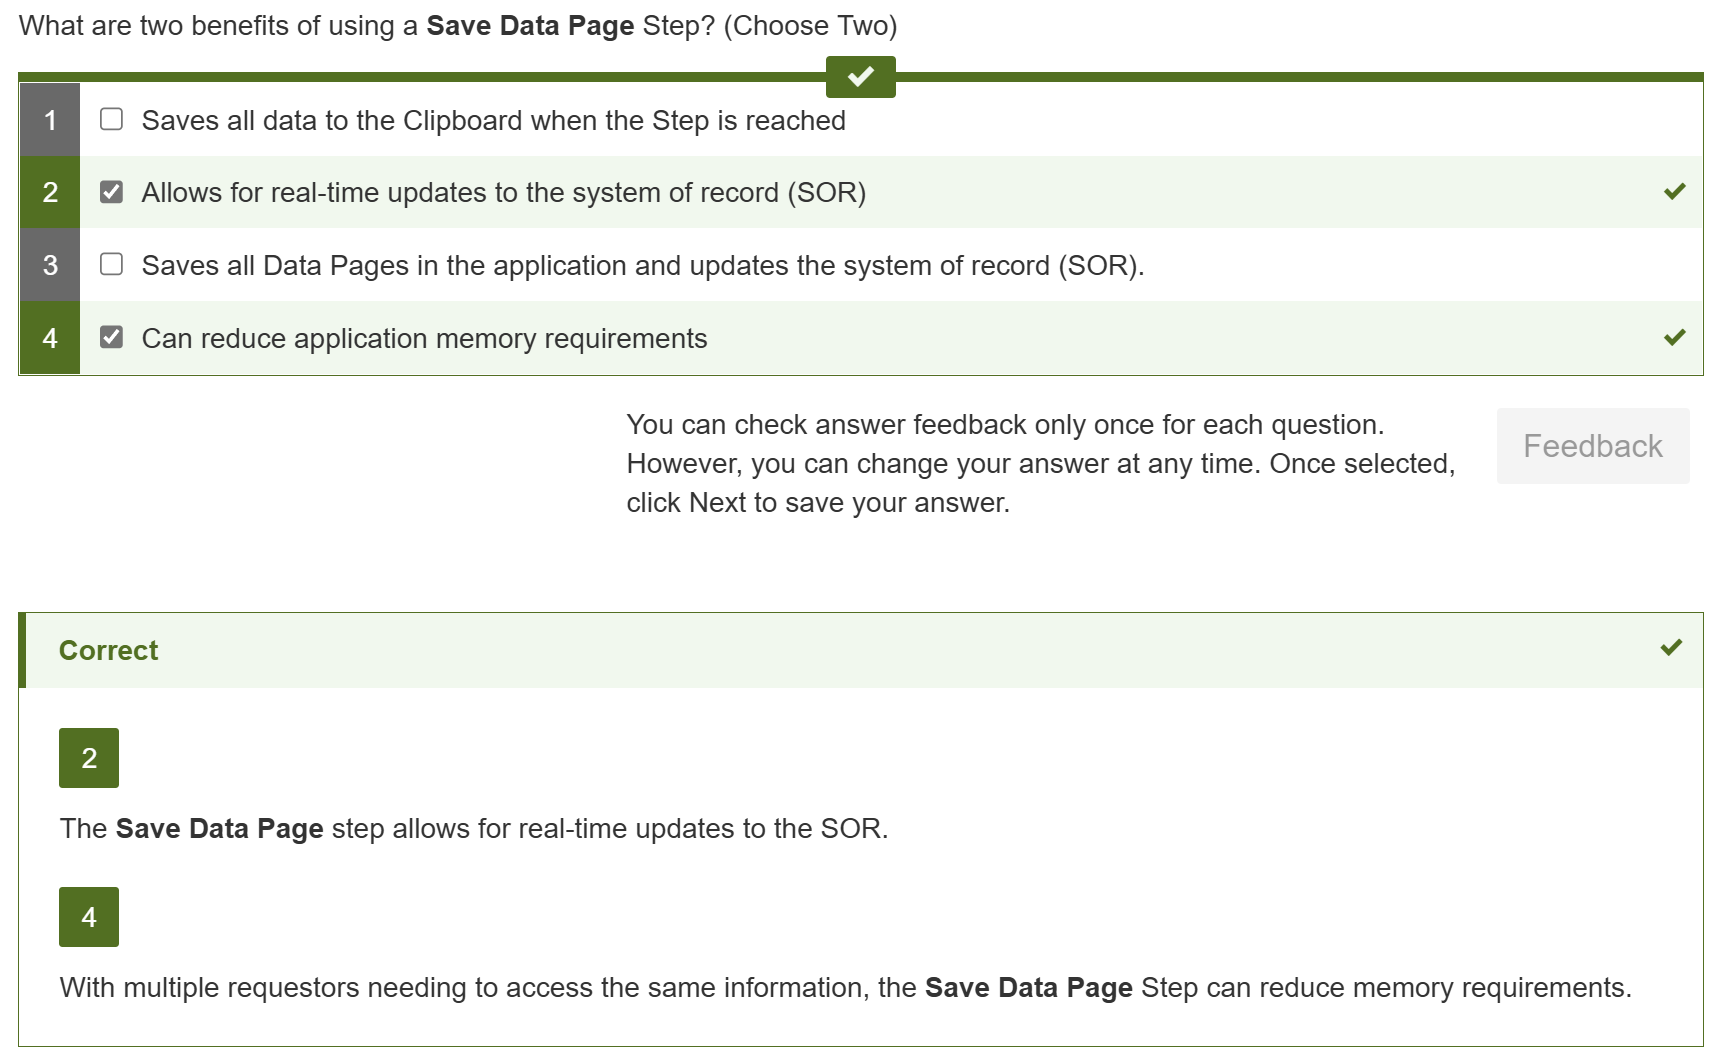 What are two benefits of using a Save Data Page Step? (Choose Two)
1 Saves all data to the Clipboard when the Step is reached
2 Allows for real-time updates to the system of record (SOR)
3 Saves all Data Pages in the application and updates the system of record (SOR).
4 Can reduce application memory requirements
You can check answer feedback only once for each question.
However, you can change your answer at any time. Once selected,
click Next to save your answer.
Feedback
Correct
2
The Save Data Page step allows for real-time updates to the SOR.
4
With multiple requestors needing to access the same information, the Save Data Page Step can reduce memory requirements.